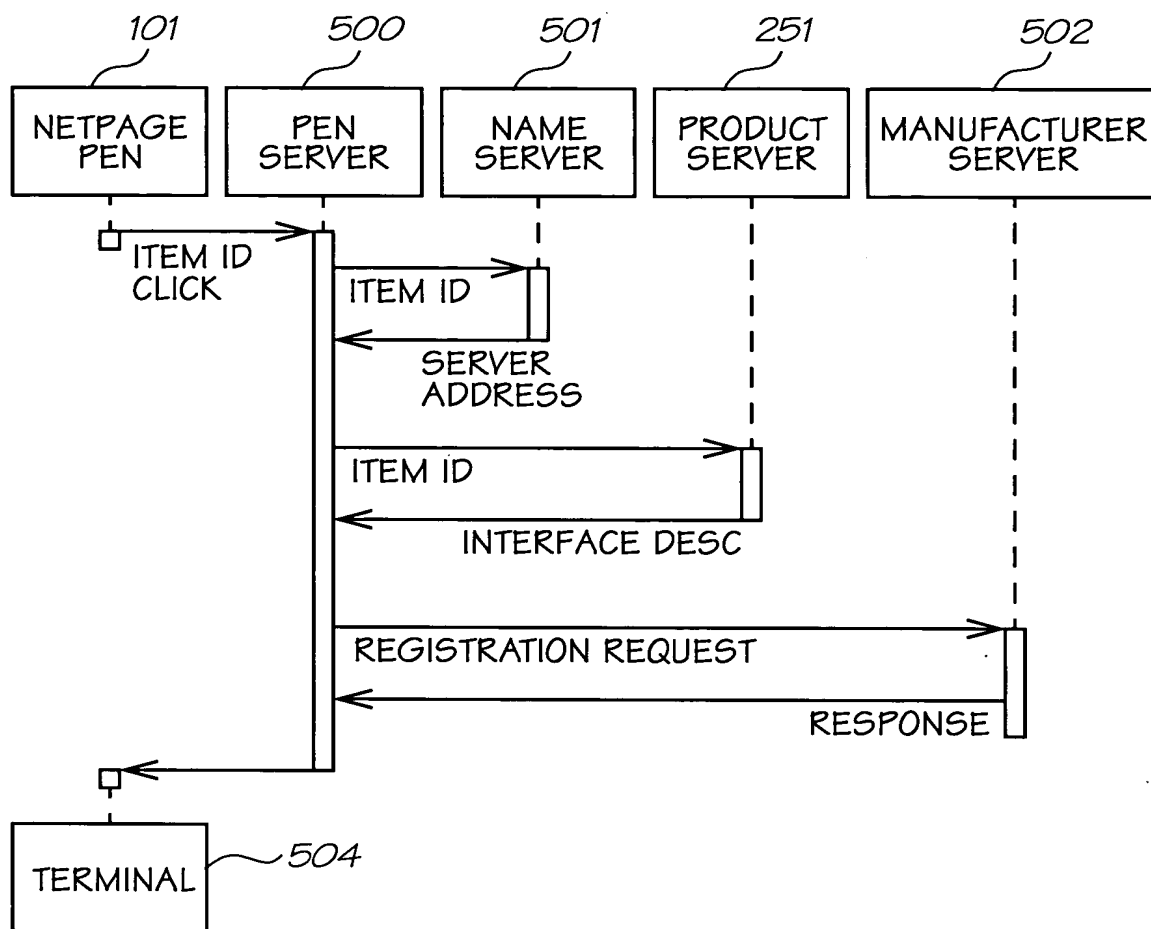 101
500
501
251
502
NETPAGE
PEN
PEN
SERVER
NAME
SERVER
PRODUCT
SERVER
MANUFACTURER
SERVER
ITEM ID
CLICK
ITEM ID
SERVER
ADDRESS
ITEM ID
INTERFACE DESC
REGISTRATION REQUEST
RESPONSE
TERMINAL
504